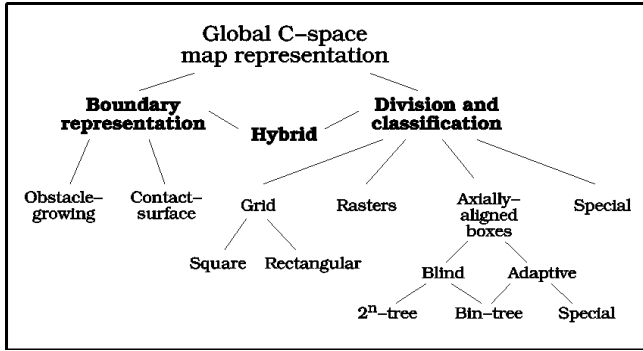 Global C–space
map representation
Boundary
representation
Hybrid
Division and
classification
Obstacle–
growing
Contact–
surface
Grid
Rasters
Axially–
aligned
boxes
Special
Square
Rectangular
Blind
Adaptive
2ⁿ–tree
Bin–tree
Special